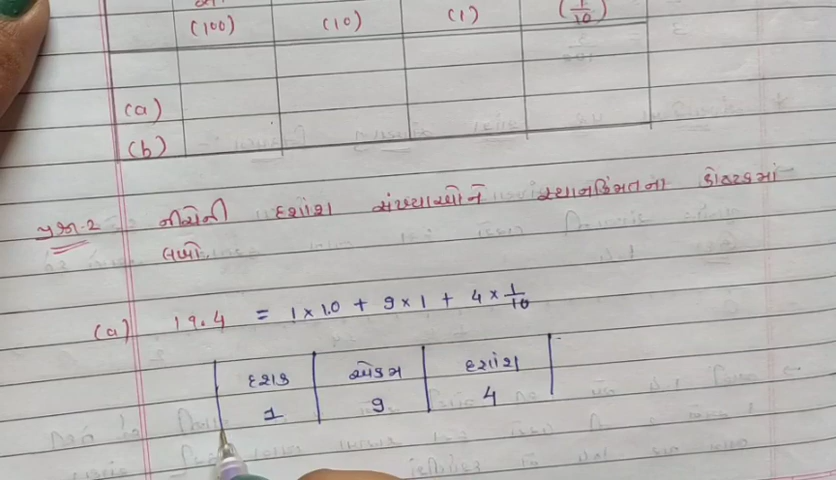 (100) (10) (1) (1/10)
(a)
(b)
પ્રશ્ન-2 નીચેની દશાંશ સંખ્યાઓને સ્થાનકિંમતના કોષ્ટકમાં
લખો.
(a) 19.4 = 1 × 10 + 9 × 1 + 4 × 1/10
દશક એકમ દશાંશ
1 9 4